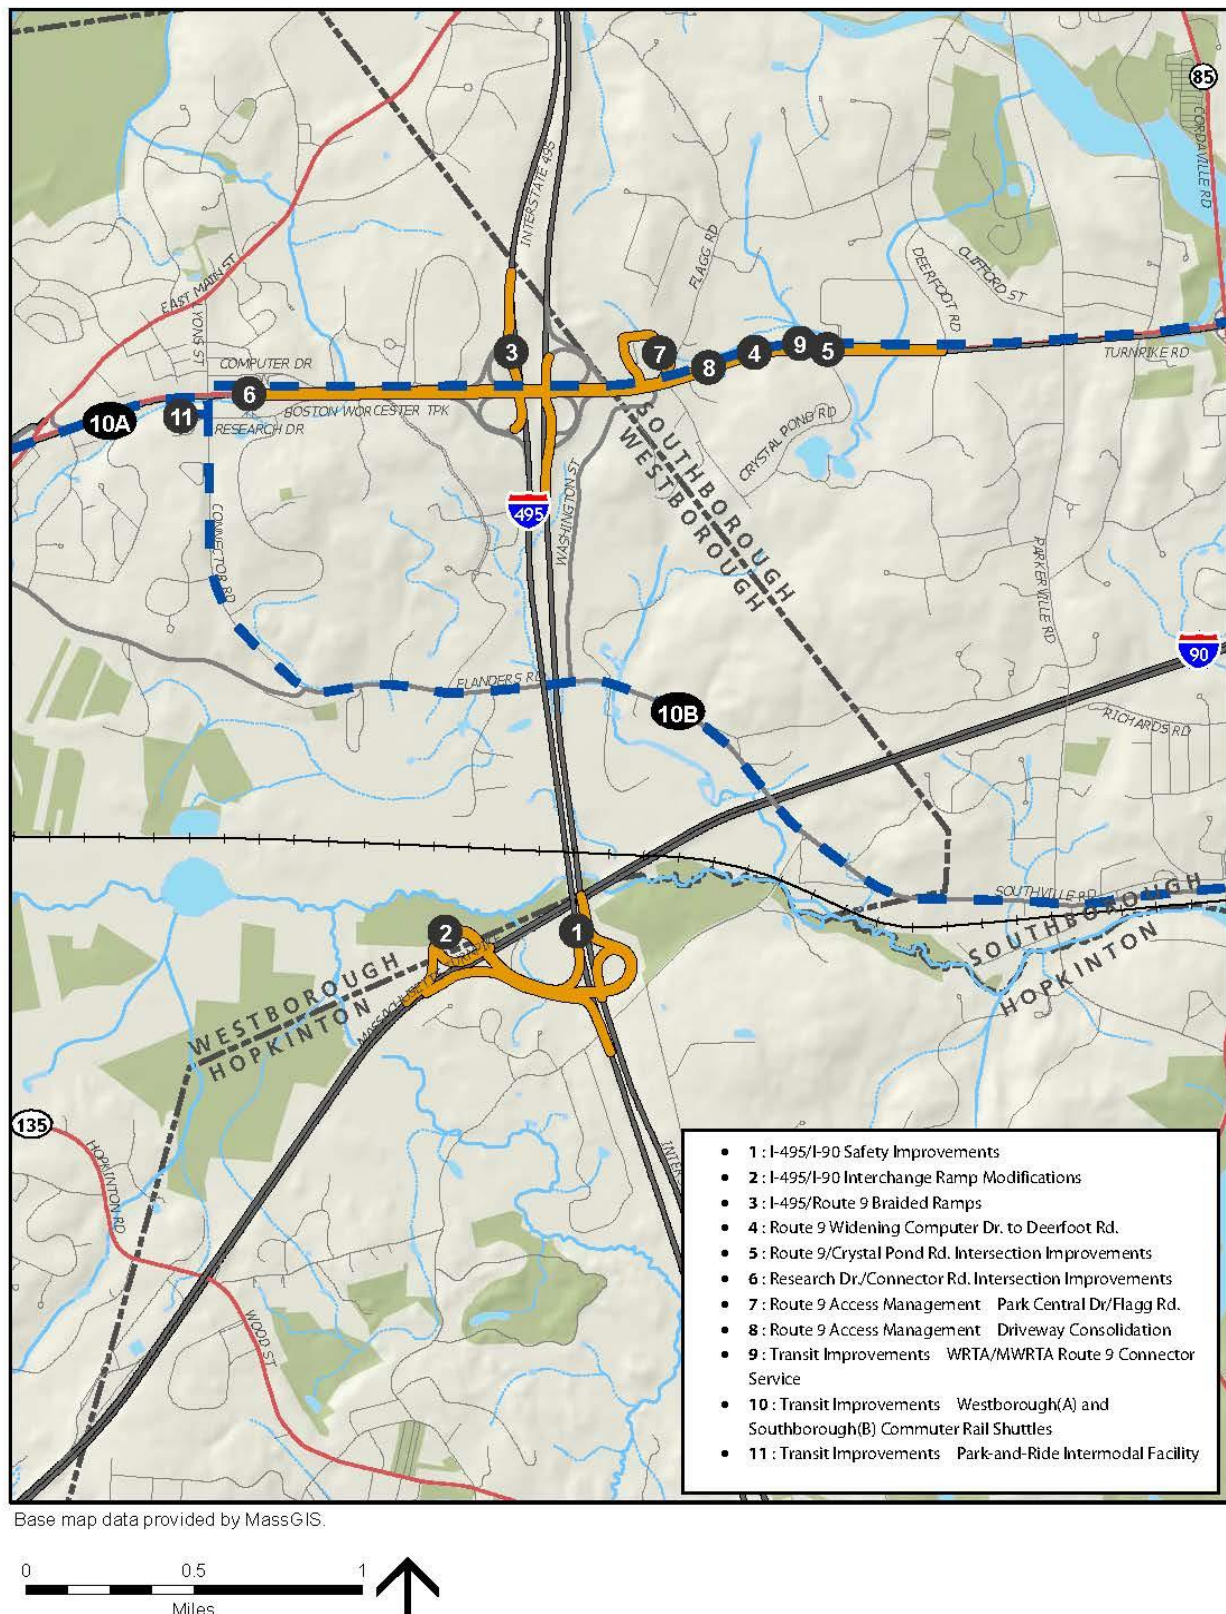 85
CORDAVILLE RD
INTERSTATE 495
FLAGG RD
CLIFFORD ST
DEERFOOT RD
EAST MAIN ST
LYONS ST
COMPUTER DR
3
7
8
4
9
5
TURNPIKE RD
6
10A
11
BOSTON WORCESTER TPK
RESEARCH DR
SOUTHBOROUGH
WESTBOROUGH
CRYSTAL POND RD
495
WASHINGTON ST
CONNECTOR RD
PARKERVILLE RD
90
FLANDERS RD
10B
RICHARDS RD
SOUTHVILLE RD
SOUTHBOROUGH
HOPKINTON
2
1
WESTBOROUGH
HOPKINTON
135
HOPKINTON RD
WOOD ST
• 1 : I-495/I-90 Safety Improvements
• 2 : I-495/I-90 Interchange Ramp Modifications
• 3 : I-495/Route 9 Braided Ramps
• 4 : Route 9 Widening Computer Dr. to Deerfoot Rd.
• 5 : Route 9/Crystal Pond Rd. Intersection Improvements
• 6 : Research Dr./Connector Rd. Intersection Improvements
• 7 : Route 9 Access Management Park Central Dr/Flagg Rd.
• 8 : Route 9 Access Management Driveway Consolidation
• 9 : Transit Improvements WRTA/MWRTA Route 9 Connector
Service
• 10 : Transit Improvements Westborough(A) and
Southborough(B) Commuter Rail Shuttles
• 11 : Transit Improvements Park-and-Ride Intermodal Facility
Base map data provided by MassGIS.
0 0.5 1
Miles